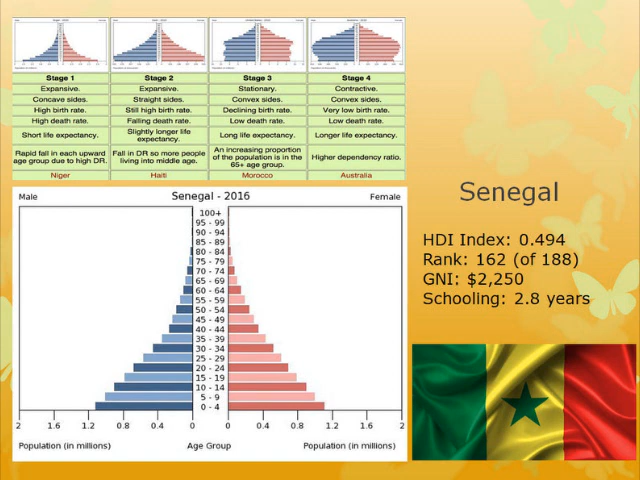 Stage 1 Stage 2 Stage 3 Stage 4
Expansive. Expansive. Stationary. Contractive.
Concave sides. Straight sides. Convex sides. Convex sides.
High birth rate. Still high birth rate. Declining birth rate. Very low birth rate.
High death rate. Falling death rate. Low death rate. Low death rate.
Short life expectancy. Slightly longer life expectancy. Long life expectancy. Longer life expectancy.
Rapid fall in each upward age group due to high DR. Fall in DR so more people living into middle age. An increasing proportion of the population is in the 65+ age group. Higher dependency ratio.
Niger Haiti Morocco Australia
Male Senegal - 2016 Female
100+
95 - 99
90 - 94
85 - 89
80 - 84
75 - 79
70 - 74
65 - 69
60 - 64
55 - 59
50 - 54
45 - 49
40 - 44
35 - 39
30 - 34
25 - 29
20 - 24
15 - 19
10 - 14
5 - 9
0 - 4
2 1.6 1.2 0.8 0.4 0 0 0.4 0.8 1.2 1.6 2
Population (in millions) Age Group Population (in millions)
Senegal
HDI Index: 0.494
Rank: 162 (of 188)
GNI: $2,250
Schooling: 2.8 years